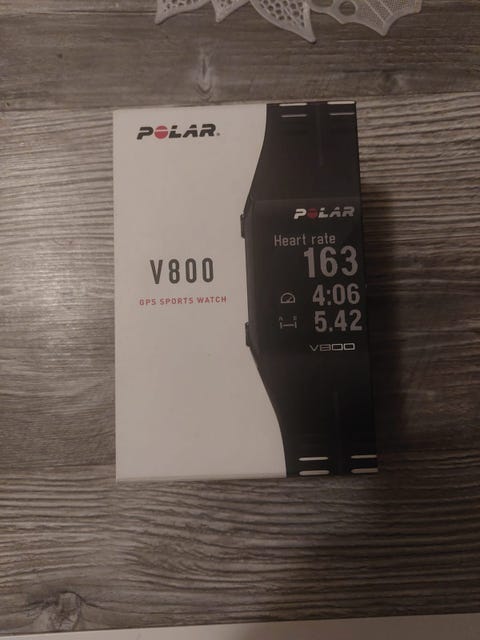 POLAR
V800
GPS SPORTS WATCH
POLAR
Heart rate
163
4:06
A B
5.42
V800